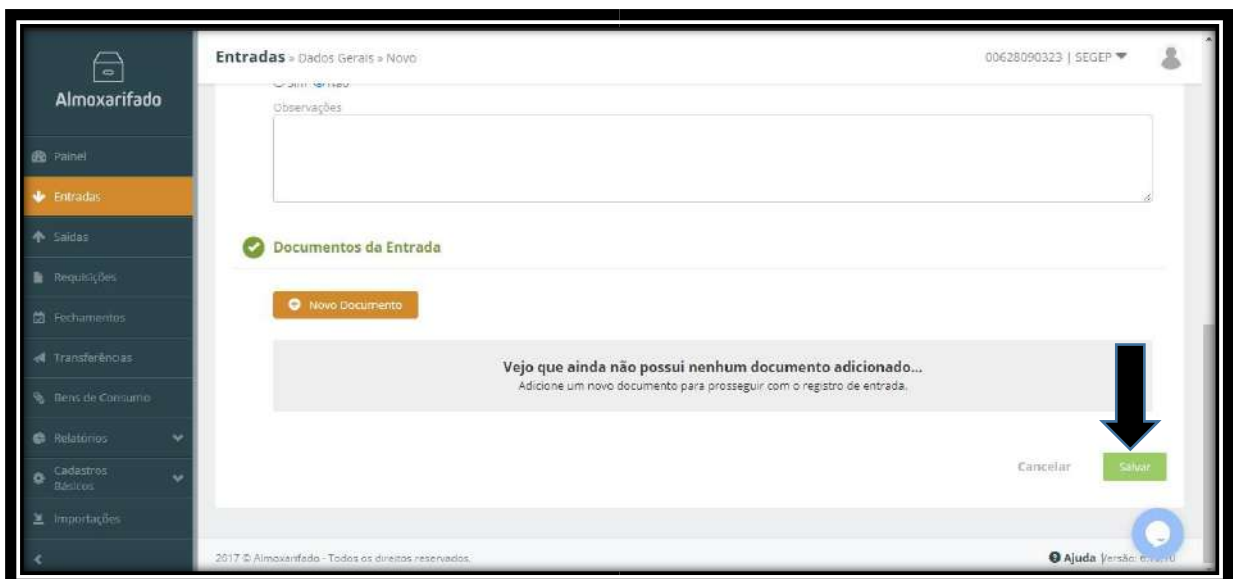 Almoxarifado
Painel
Entradas
Saídas
Requisições
Fechamentos
Transferências
Bens de Consumo
Relatórios
Cadastros
Básicos
Importações
Entradas » Dados Gerais » Novo
00628090323 | SEGEP
Não
Observações
Documentos da Entrada
Novo Documento
Vejo que ainda não possui nenhum documento adicionado...
Adicione um novo documento para prosseguir com o registro de entrada.
Cancelar
Salvar
2017 © Almoxarifado - Todos os direitos reservados.
Ajuda Versão: